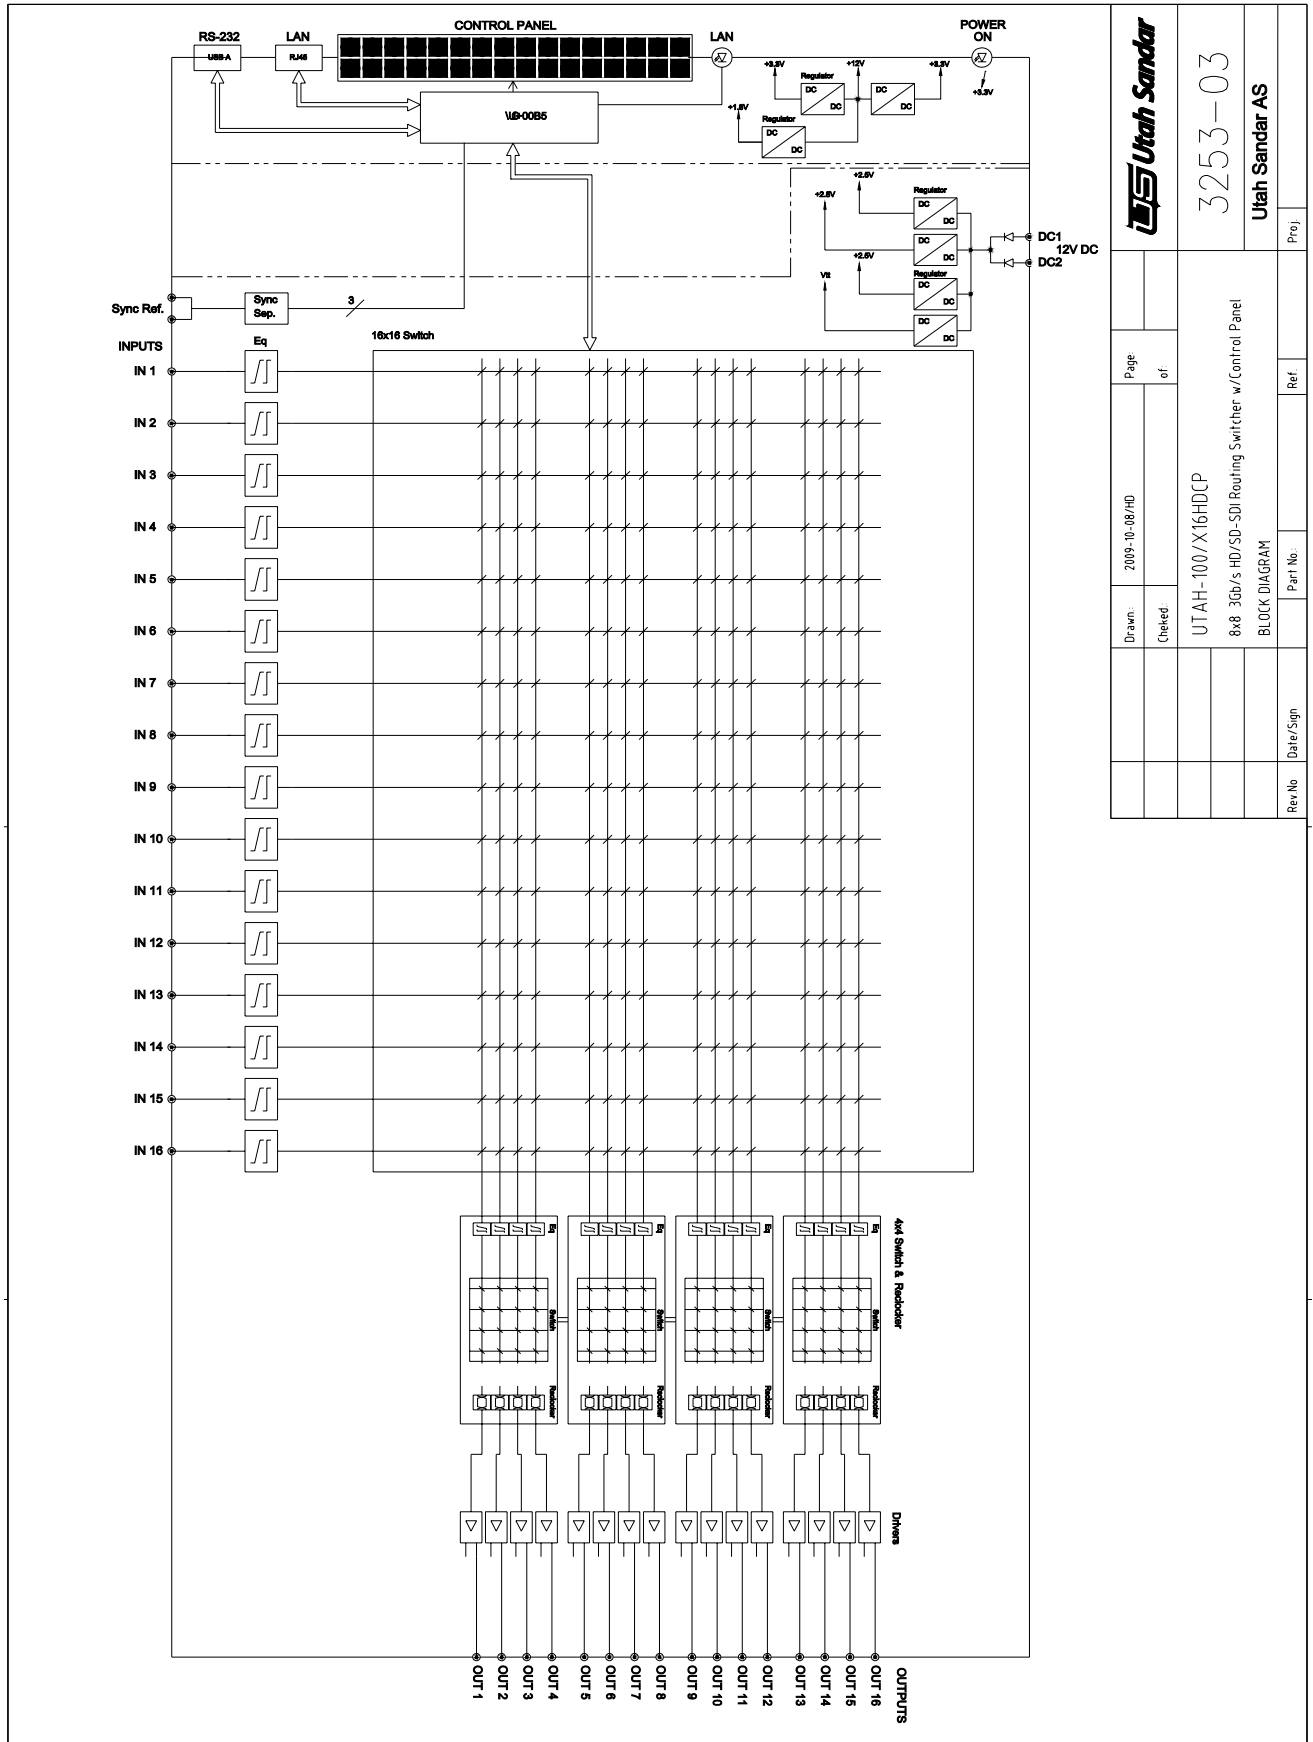 CONTROL PANEL
RS-232
LAN
LAN
POWER
ON
USB-A
RJ45
+3.3V
+12V
+3.3V
Regulator
DC
DC
DC
DC
+3.3V
+1.8V
Regulator
DC
DC
\U+00B5
+2.5V
+2.5V
Regulator
DC
DC
DC
DC
+2.5V
Vtt
Regulator
DC
DC
DC
DC
DC1
12V DC
DC2
Sync Ref.
Sync
Sep.
3
INPUTS
Eq
16x16 Switch
IN 1
IN 2
IN 3
IN 4
IN 5
IN 6
IN 7
IN 8
IN 9
IN 10
IN 11
IN 12
IN 13
IN 14
IN 15
IN 16
4x4 Switch & Reclocker
Eq
Eq
Eq
Eq
Switch
Switch
Switch
Switch
Reclocker
Reclocker
Reclocker
Reclocker
Drivers
OUT 1
OUT 2
OUT 3
OUT 4
OUT 5
OUT 6
OUT 7
OUT 8
OUT 9
OUT 10
OUT 11
OUT 12
OUT 13
OUT 14
OUT 15
OUT 16
OUTPUTS
Utah Sandar
3253-03
Utah Sandar AS
Drawn.: 2009-10-08/HD
Cheked.:
Page:
of:
UTAH-100/X16HDCP
8x8 3Gb/s HD/SD-SDI Routing Switcher w/Control Panel
BLOCK DIAGRAM
Rev.No
Date/Sign
Part No.:
Ref.
Proj.